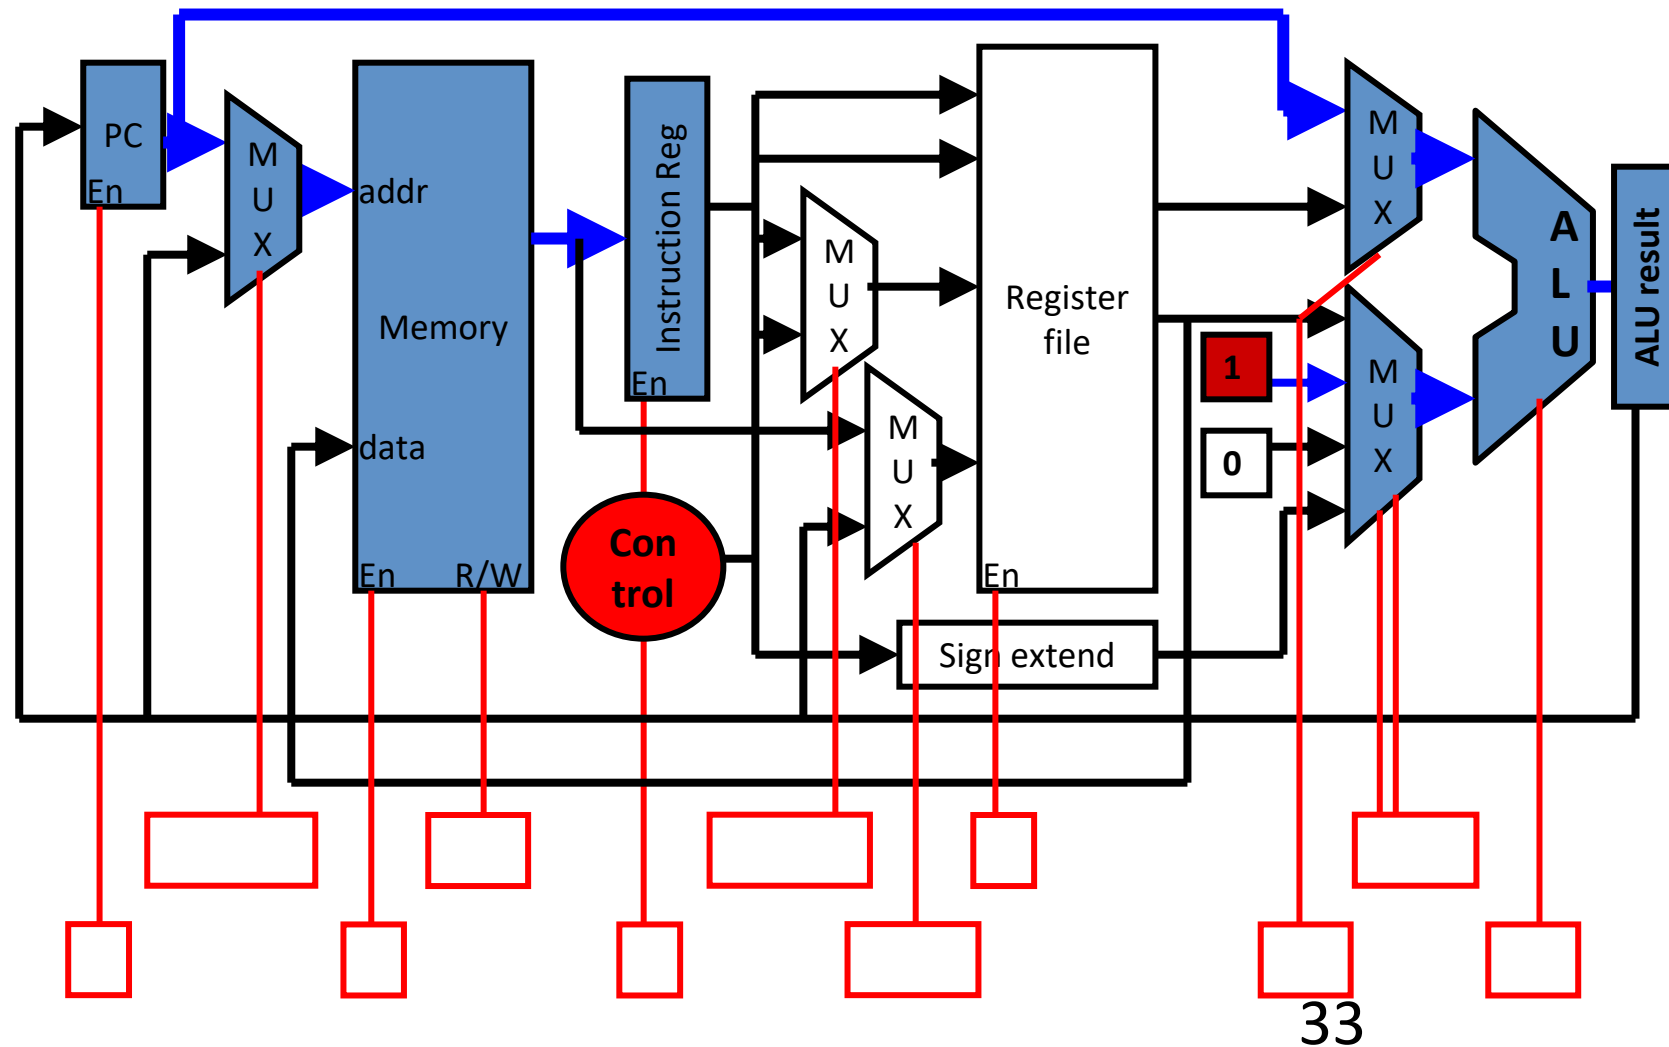 PC
En
M
U
X
addr
Memory
data
En
R/W
Instruction Reg
En
Con
trol
M
U
X
M
U
X
Register
file
En
Sign extend
1
0
M
U
X
M
U
X
A
L
U
ALU result
33